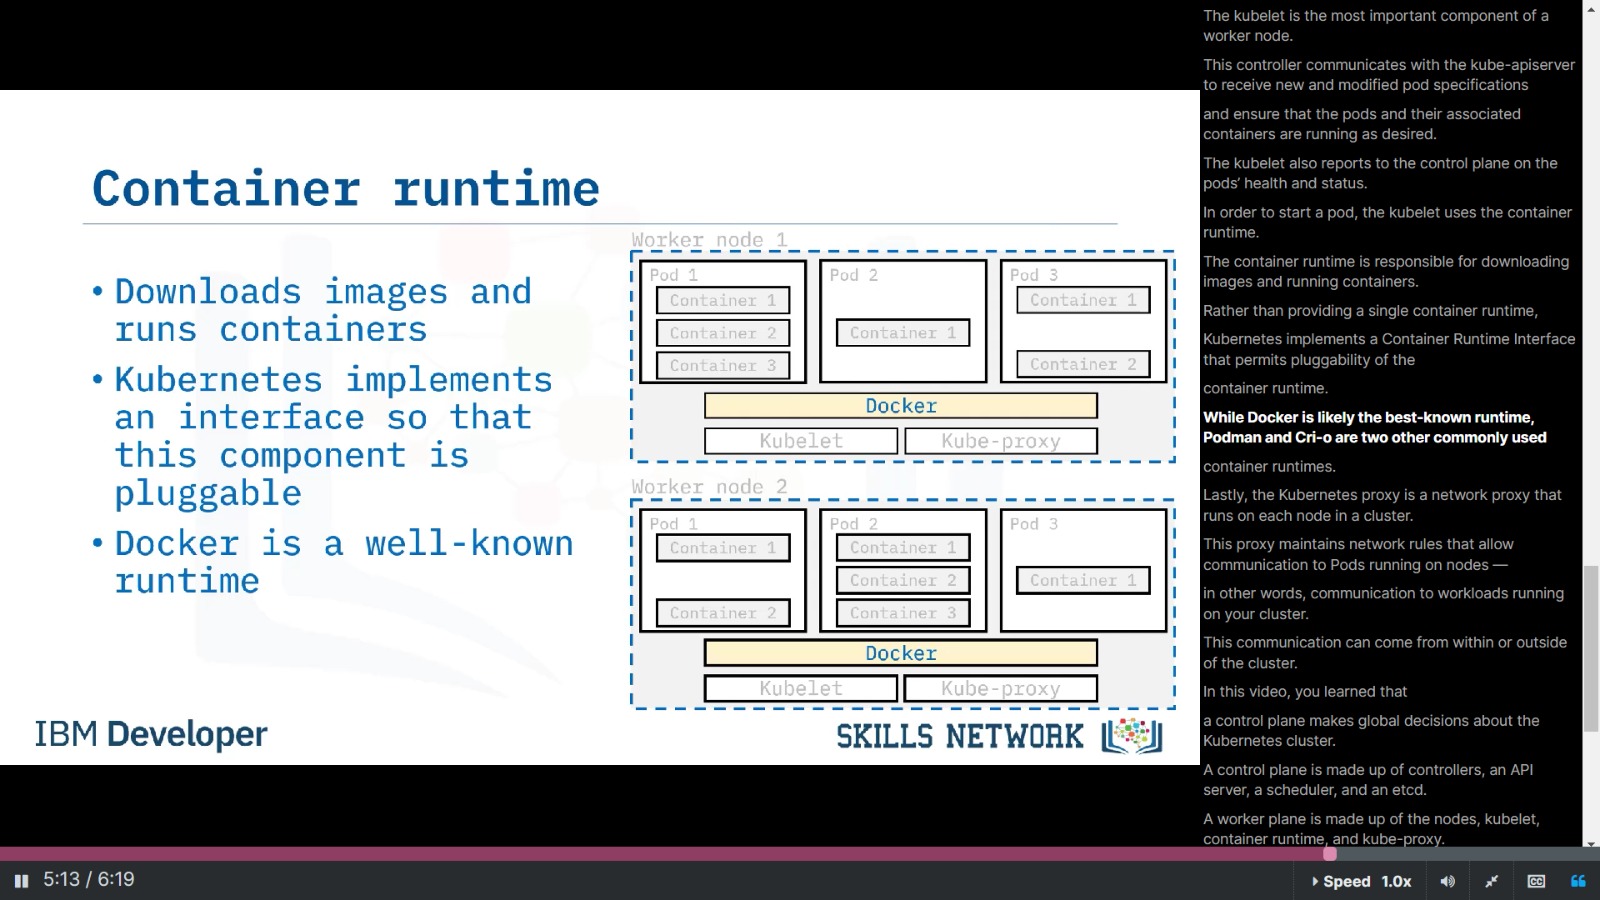 Container runtime
• Downloads images and
runs containers
• Kubernetes implements
an interface so that
this component is
pluggable
• Docker is a well-known
runtime
Worker node 1
Pod 1
Container 1
Container 2
Container 3
Pod 2
Container 1
Pod 3
Container 1
Container 2
Docker
Kubelet
Kube-proxy
Worker node 2
Pod 1
Container 1
Container 2
Pod 2
Container 1
Container 2
Container 3
Pod 3
Container 1
Docker
Kubelet
Kube-proxy
IBM Developer
SKILLS NETWORK
The kubelet is the most important component of a
worker node.
This controller communicates with the kube-apiserver
to receive new and modified pod specifications
and ensure that the pods and their associated
containers are running as desired.
The kubelet also reports to the control plane on the
pods’ health and status.
In order to start a pod, the kubelet uses the container
runtime.
The container runtime is responsible for downloading
images and running containers.
Rather than providing a single container runtime,
Kubernetes implements a Container Runtime Interface
that permits pluggability of the
container runtime.
While Docker is likely the best-known runtime,
Podman and Cri-o are two other commonly used
container runtimes.
Lastly, the Kubernetes proxy is a network proxy that
runs on each node in a cluster.
This proxy maintains network rules that allow
communication to Pods running on nodes —
in other words, communication to workloads running
on your cluster.
This communication can come from within or outside
of the cluster.
In this video, you learned that
a control plane makes global decisions about the
Kubernetes cluster.
A control plane is made up of controllers, an API
server, a scheduler, and an etcd.
A worker plane is made up of the nodes, kubelet,
container runtime, and kube-proxy.
5:13 / 6:19
Speed 1.0x
CC